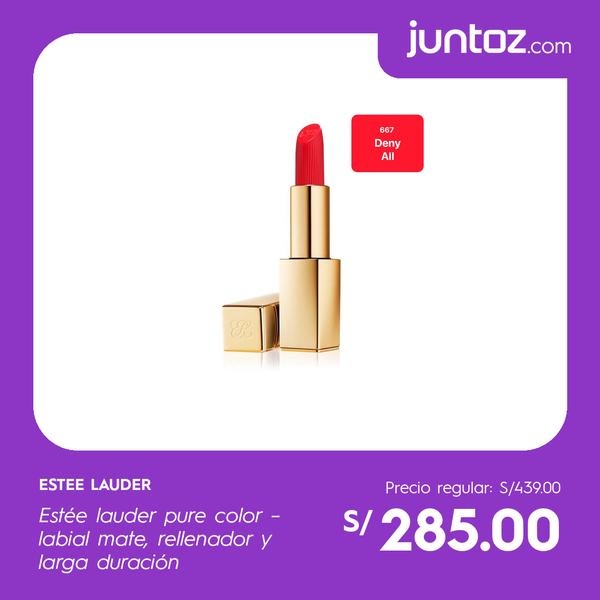 juntoz.com
667
Deny
All
ESTEE LAUDER
Estée lauder pure color –
labial mate, rellenador y
larga duración
Precio regular: S/439.00
S/ 285.00